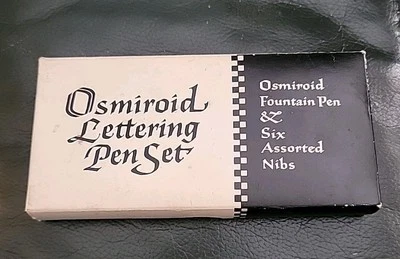 Osmiroid
Lettering
Pen Set
Osmiroid
Fountain Pen
&
Six
Assorted
Nibs